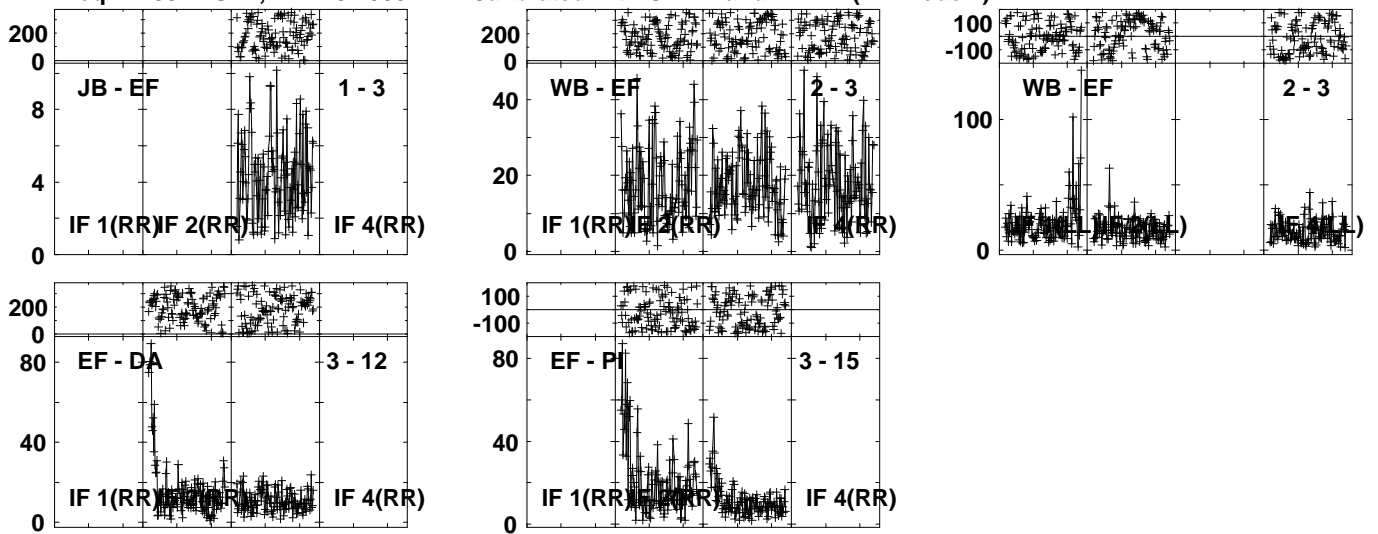 200
0
JB - EF
1 - 3
8
4
0
IF 1(RR)
IF 2(RR)
IF 4(RR)
200
0
WB - EF
2 - 3
40
20
0
IF 1(RR)
IF 2(RR)
IF 4(RR)
100
-100
WB - EF
2 - 3
100
0
200
0
EF - DA
3 - 12
80
40
0
IF 1(RR)
IF 4(RR)
100
-100
EF - PI
3 - 15
80
40
0
IF 1(RR)
IF 2(RR)
IF 4(RR)